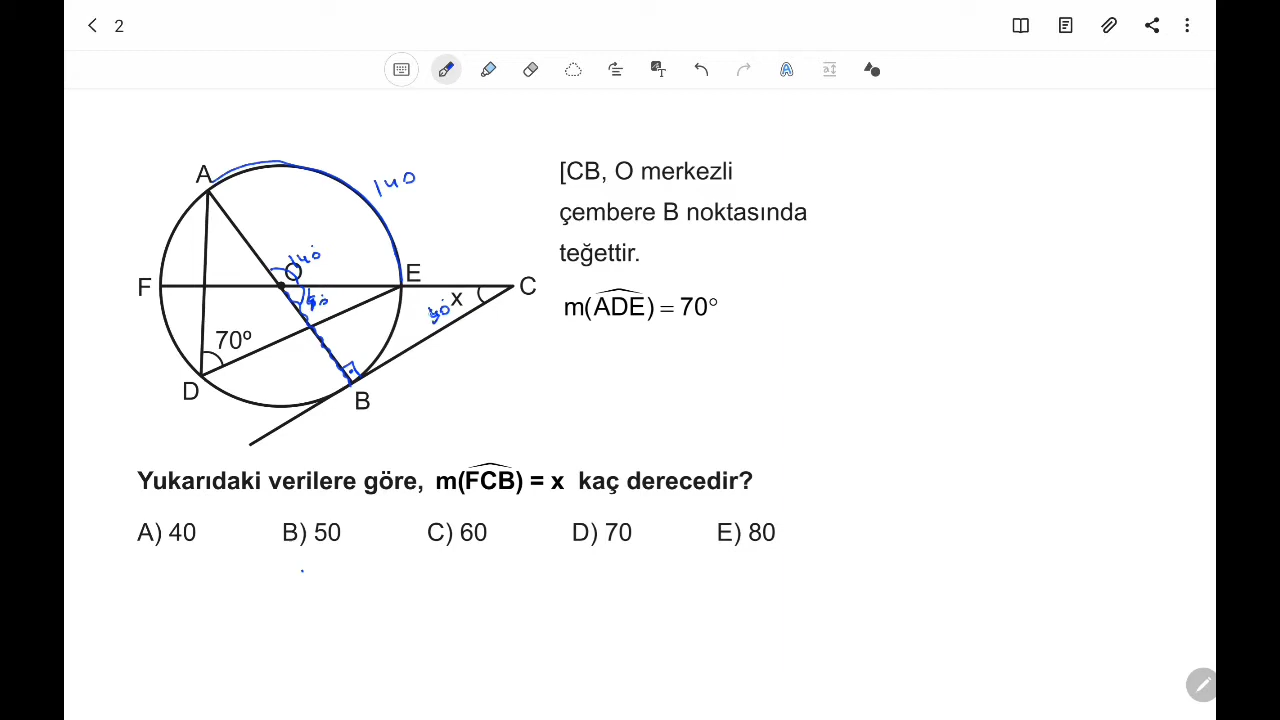 2
A
140
[CB, O merkezli
çembere B noktasında
teğettir.
m(ADE) = 70°
140°
O
F
E
C
x
70º
D
B
Yukarıdaki verilere göre, m(FCB) = x kaç derecedir?
A) 40 B) 50 C) 60 D) 70 E) 80